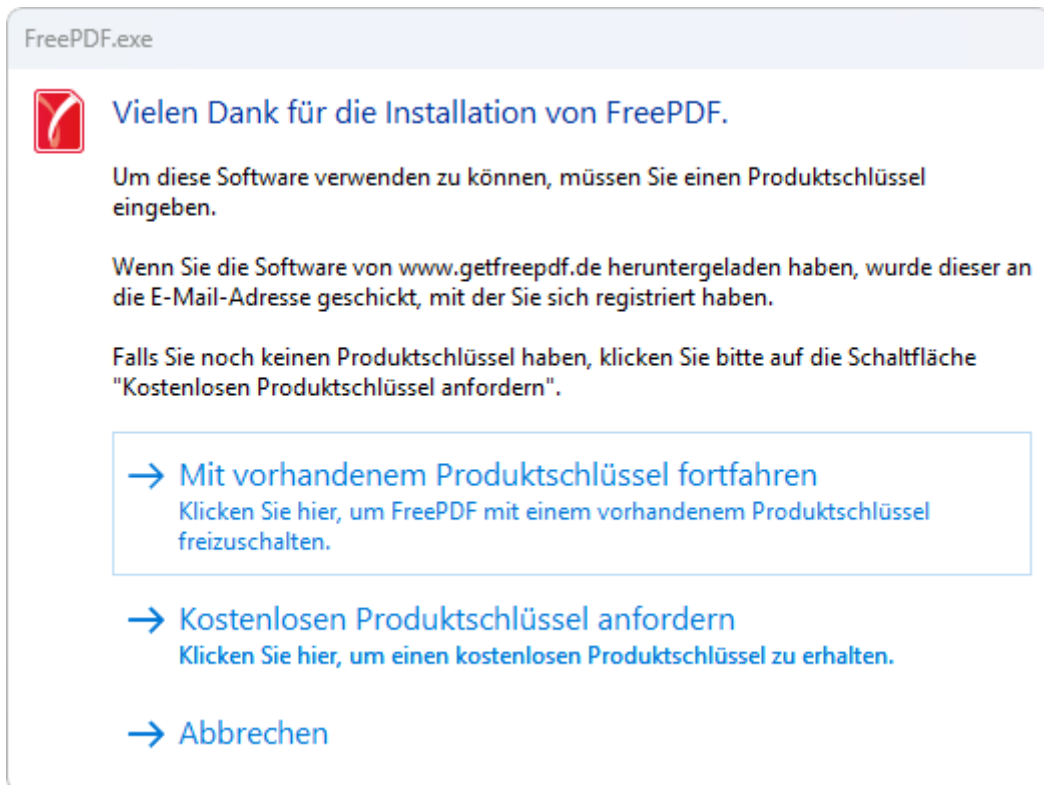 FreePDF.exe
Vielen Dank für die Installation von FreePDF.
Um diese Software verwenden zu können, müssen Sie einen Produktschlüssel
eingeben.
Wenn Sie die Software von www.getfreepdf.de heruntergeladen haben, wurde dieser an
die E-Mail-Adresse geschickt, mit der Sie sich registriert haben.
Falls Sie noch keinen Produktschlüssel haben, klicken Sie bitte auf die Schaltfläche
"Kostenlosen Produktschlüssel anfordern".
Mit vorhandenem Produktschlüssel fortfahren
Klicken Sie hier, um FreePDF mit einem vorhandenem Produktschlüssel
freizuschalten.
Kostenlosen Produktschlüssel anfordern
Klicken Sie hier, um einen kostenlosen Produktschlüssel zu erhalten.
Abbrechen